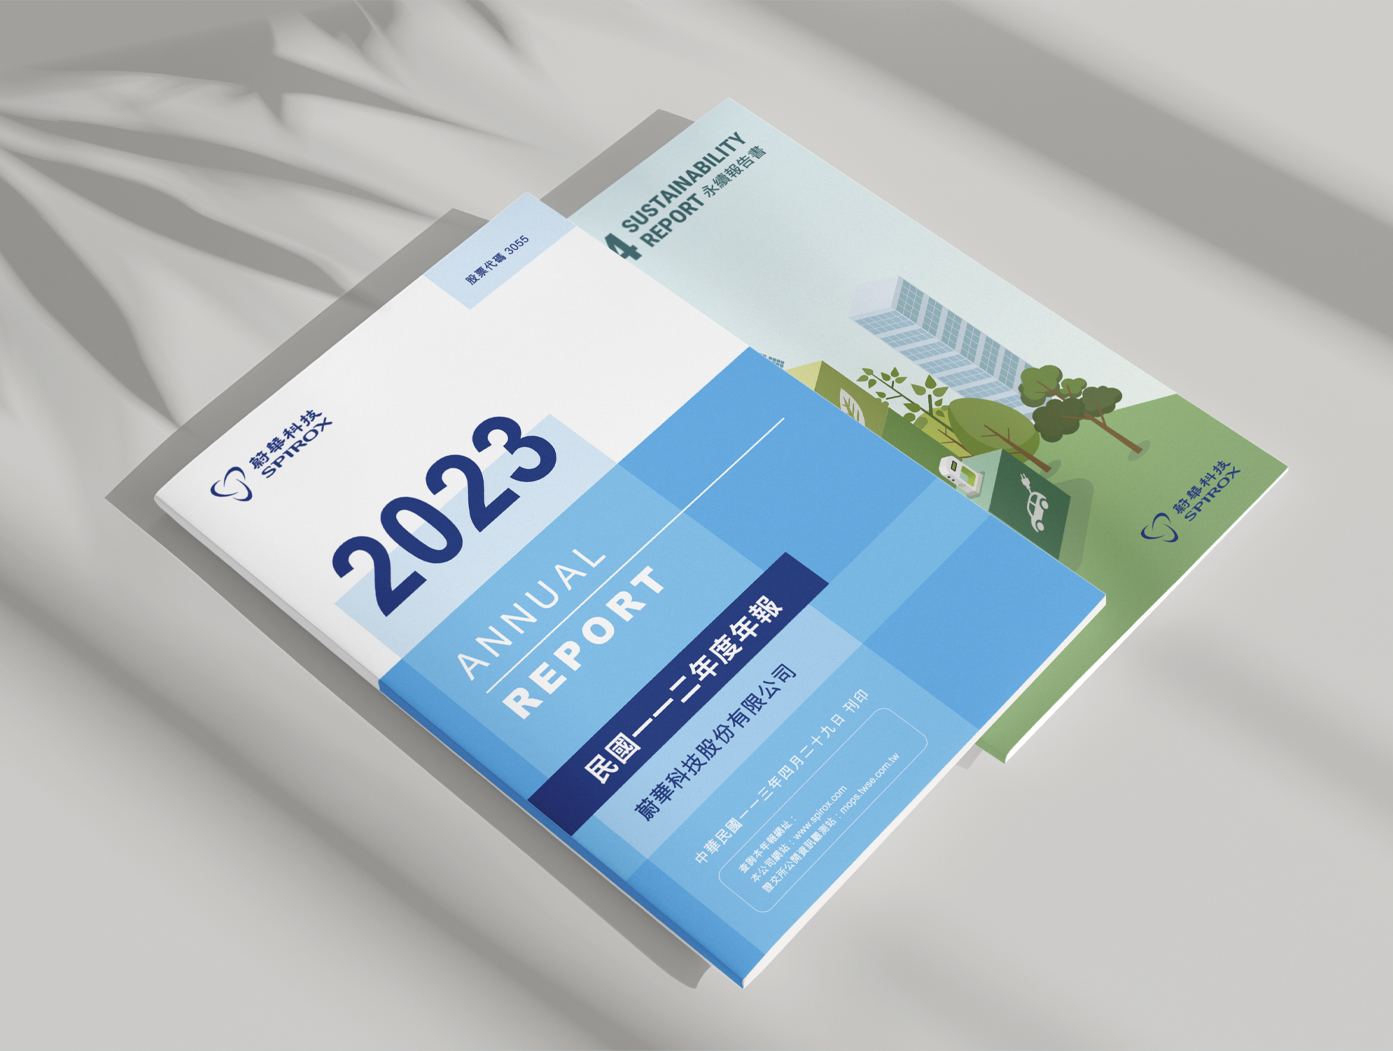 股票代碼 3055
蔚華科技
SPIROX
2023
ANNUAL
REPORT
民國一一二年度年報
蔚華科技股份有限公司
中華民國一一三年四月二十九日 刊印
查詢本年報網址：
本公司網站：www.spirox.com
證交所公開資訊觀測站：mops.twse.com.tw
4 SUSTAINABILITY
REPORT 永續報告書
蔚華科技
SPIROX